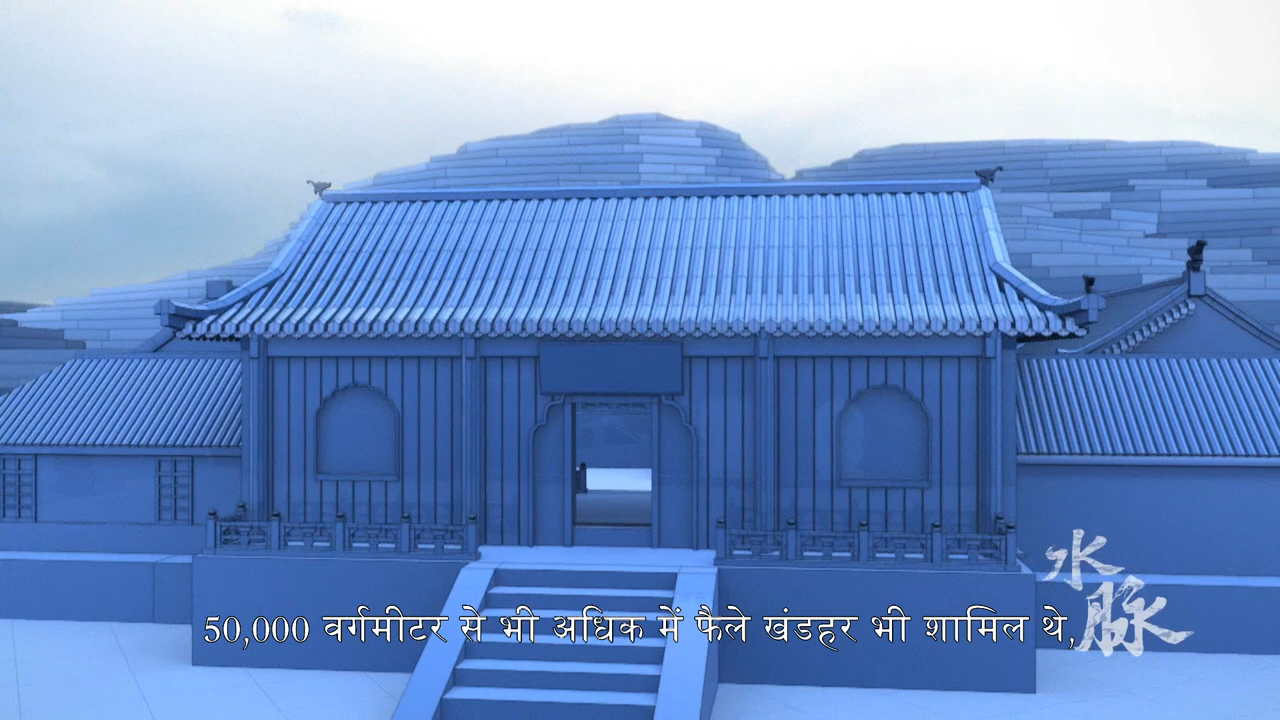 50,000 वर्गमीटर से भी अधिक में फैले खंडहर भी शामिल थे,
水脉